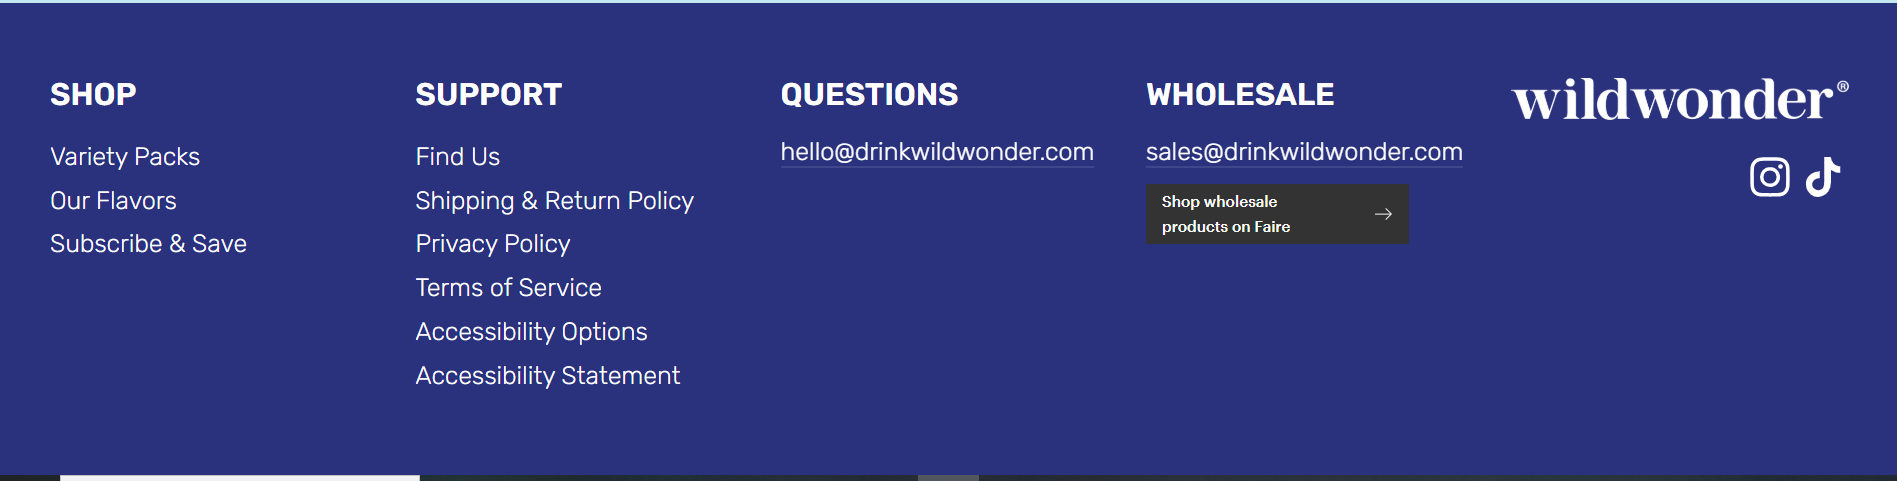 SHOP
Variety Packs
Our Flavors
Subscribe & Save
SUPPORT
Find Us
Shipping & Return Policy
Privacy Policy
Terms of Service
Accessibility Options
Accessibility Statement
QUESTIONS
hello@drinkwildwonder.com
WHOLESALE
sales@drinkwildwonder.com
Shop wholesale
products on Faire
wildwonder®